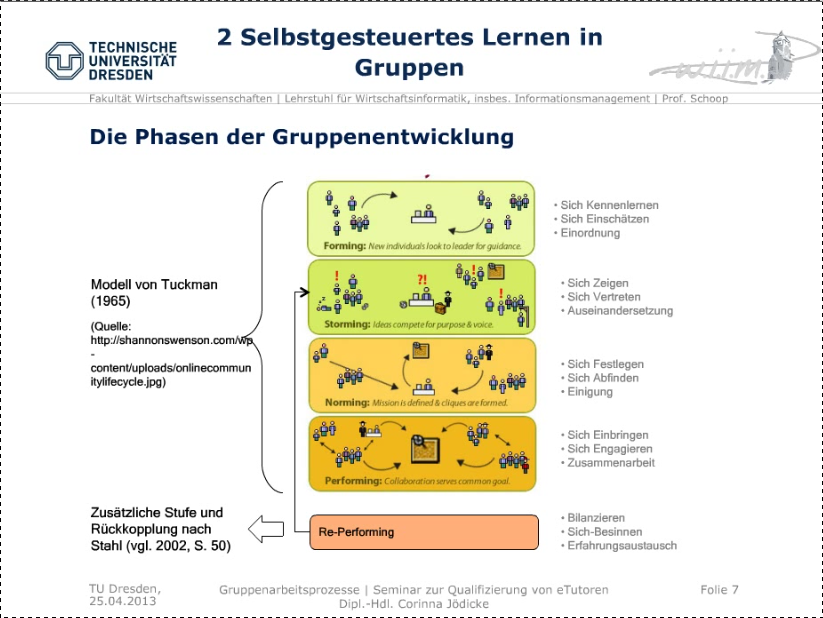 TECHNISCHE
UNIVERSITÄT
DRESDEN
2 Selbstgesteuertes Lernen in
Gruppen
wiim
Fakultät Wirtschaftswissenschaften | Lehrstuhl für Wirtschaftsinformatik, insbes. Informationsmanagement | Prof. Schoop
Die Phasen der Gruppenentwicklung
Modell von Tuckman
(1965)
(Quelle:
http://shannonswenson.com/wp
-
content/uploads/onlinecommun
itylifecycle.jpg)
Forming: New individuals look to leader for guidance.
• Sich Kennenlernen
• Sich Einschätzen
• Einordnung
!
?!
!
!
Storming: Ideas compete for purpose & voice.
• Sich Zeigen
• Sich Vertreten
• Auseinandersetzung
Norming: Mission is defined & cliques are formed.
• Sich Festlegen
• Sich Abfinden
• Einigung
Performing: Collaboration serves common goal.
• Sich Einbringen
• Sich Engagieren
• Zusammenarbeit
Zusätzliche Stufe und
Rückkopplung nach
Stahl (vgl. 2002, S. 50)
Re-Performing
• Bilanzieren
• Sich-Besinnen
• Erfahrungsaustausch
TU Dresden,
25.04.2013
Gruppenarbeitsprozesse | Seminar zur Qualifizierung von eTutoren
Dipl.-Hdl. Corinna Jödicke
Folie 7